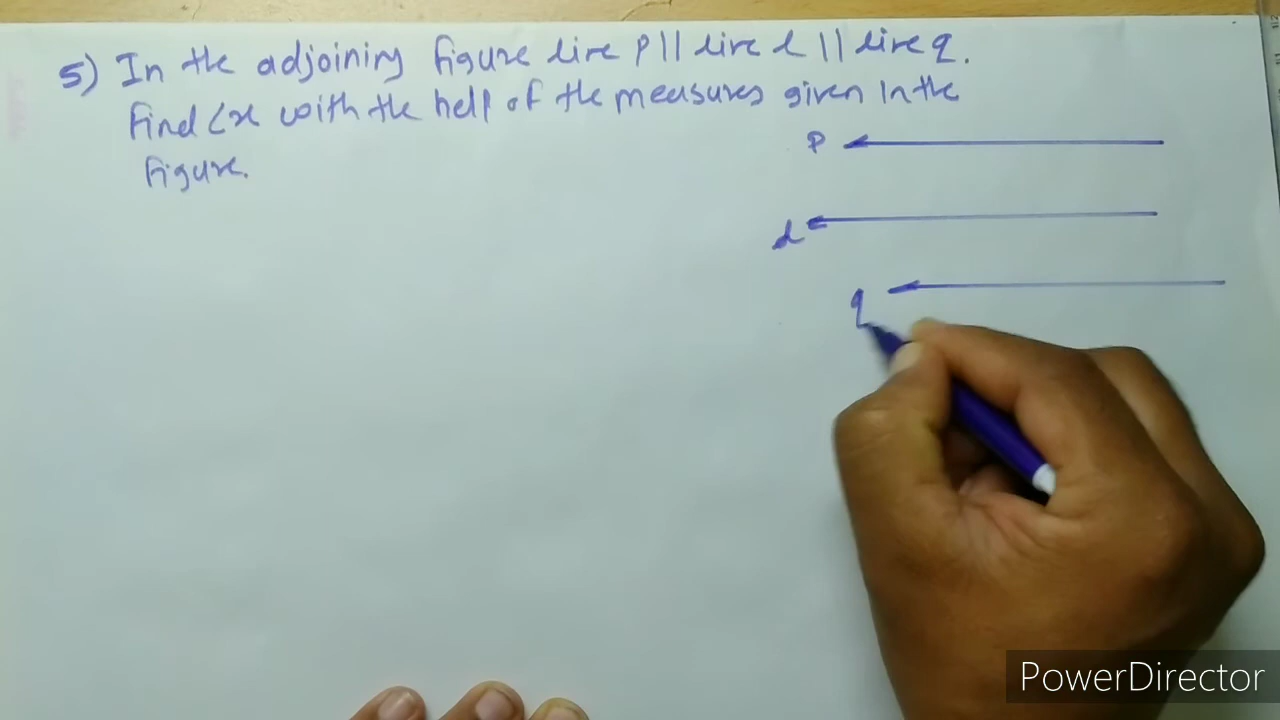 5) In the adjoining figure line p || line l || line q.
Find ∠x with the help of the measures given in the
figure.
P
l
q
PowerDirector